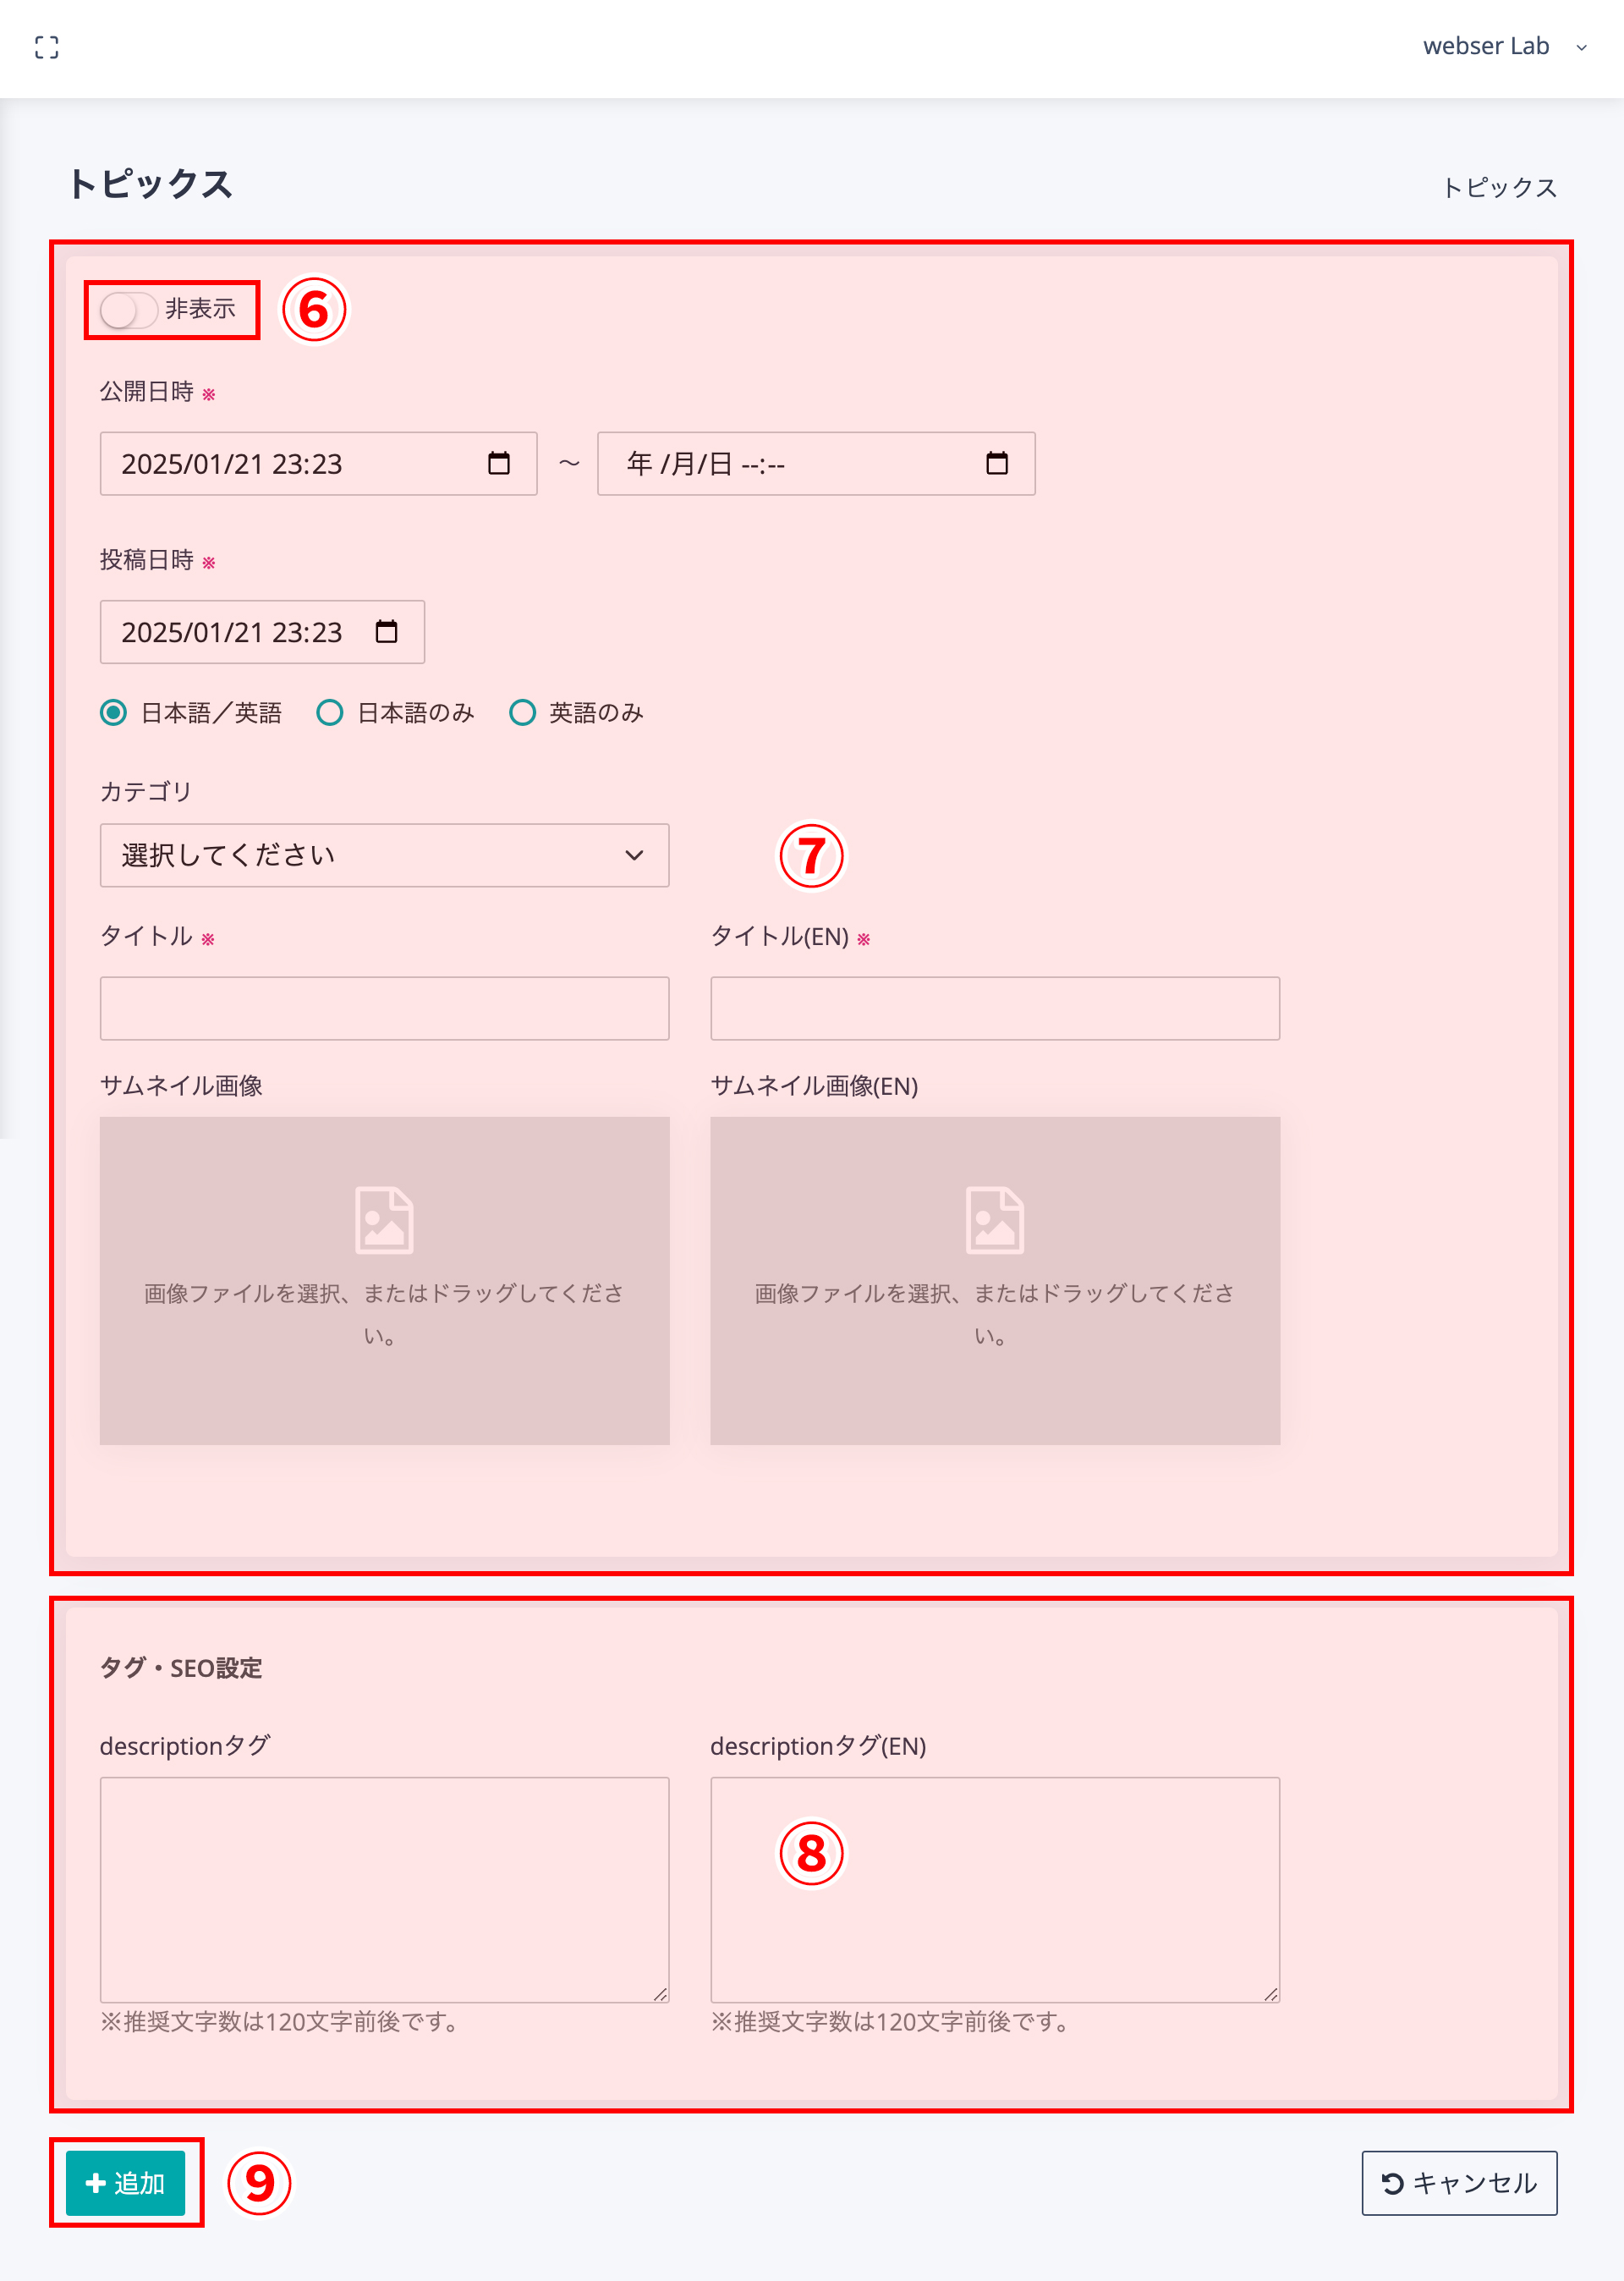 webser Lab
トピックス
トピックス
非表示
⑥
公開日時 ※
2025/01/21 23:23 ～ 年 /月/日 --:--
投稿日時 ※
2025/01/21 23:23
日本語／英語 日本語のみ 英語のみ
カテゴリ
選択してください
⑦
タイトル ※ タイトル(EN) ※
サムネイル画像 サムネイル画像(EN)
画像ファイルを選択、またはドラッグしてくださ
い。
画像ファイルを選択、またはドラッグしてくださ
い。
タグ・SEO設定
descriptionタグ descriptionタグ(EN)
⑧
※推奨文字数は120文字前後です。 ※推奨文字数は120文字前後です。
追加
⑨
キャンセル